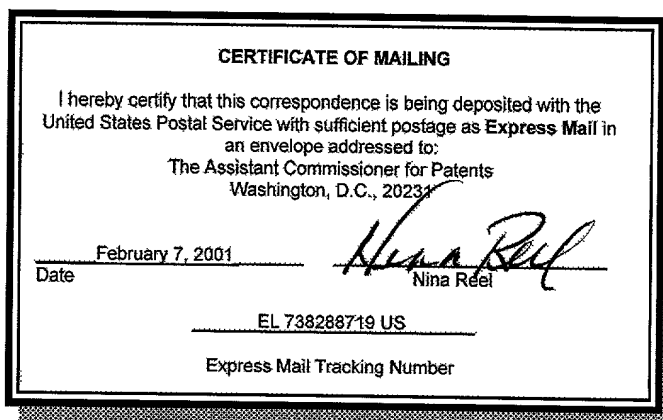 CERTIFICATE OF MAILING
I hereby certify that this correspondence is being deposited with the
United States Postal Service with sufficient postage as Express Mail in
an envelope addressed to:
The Assistant Commissioner for Patents
Washington, D.C., 20231
February 7, 2001 Nina Reel
Date Nina Reel
EL 738288719 US
Express Mail Tracking Number